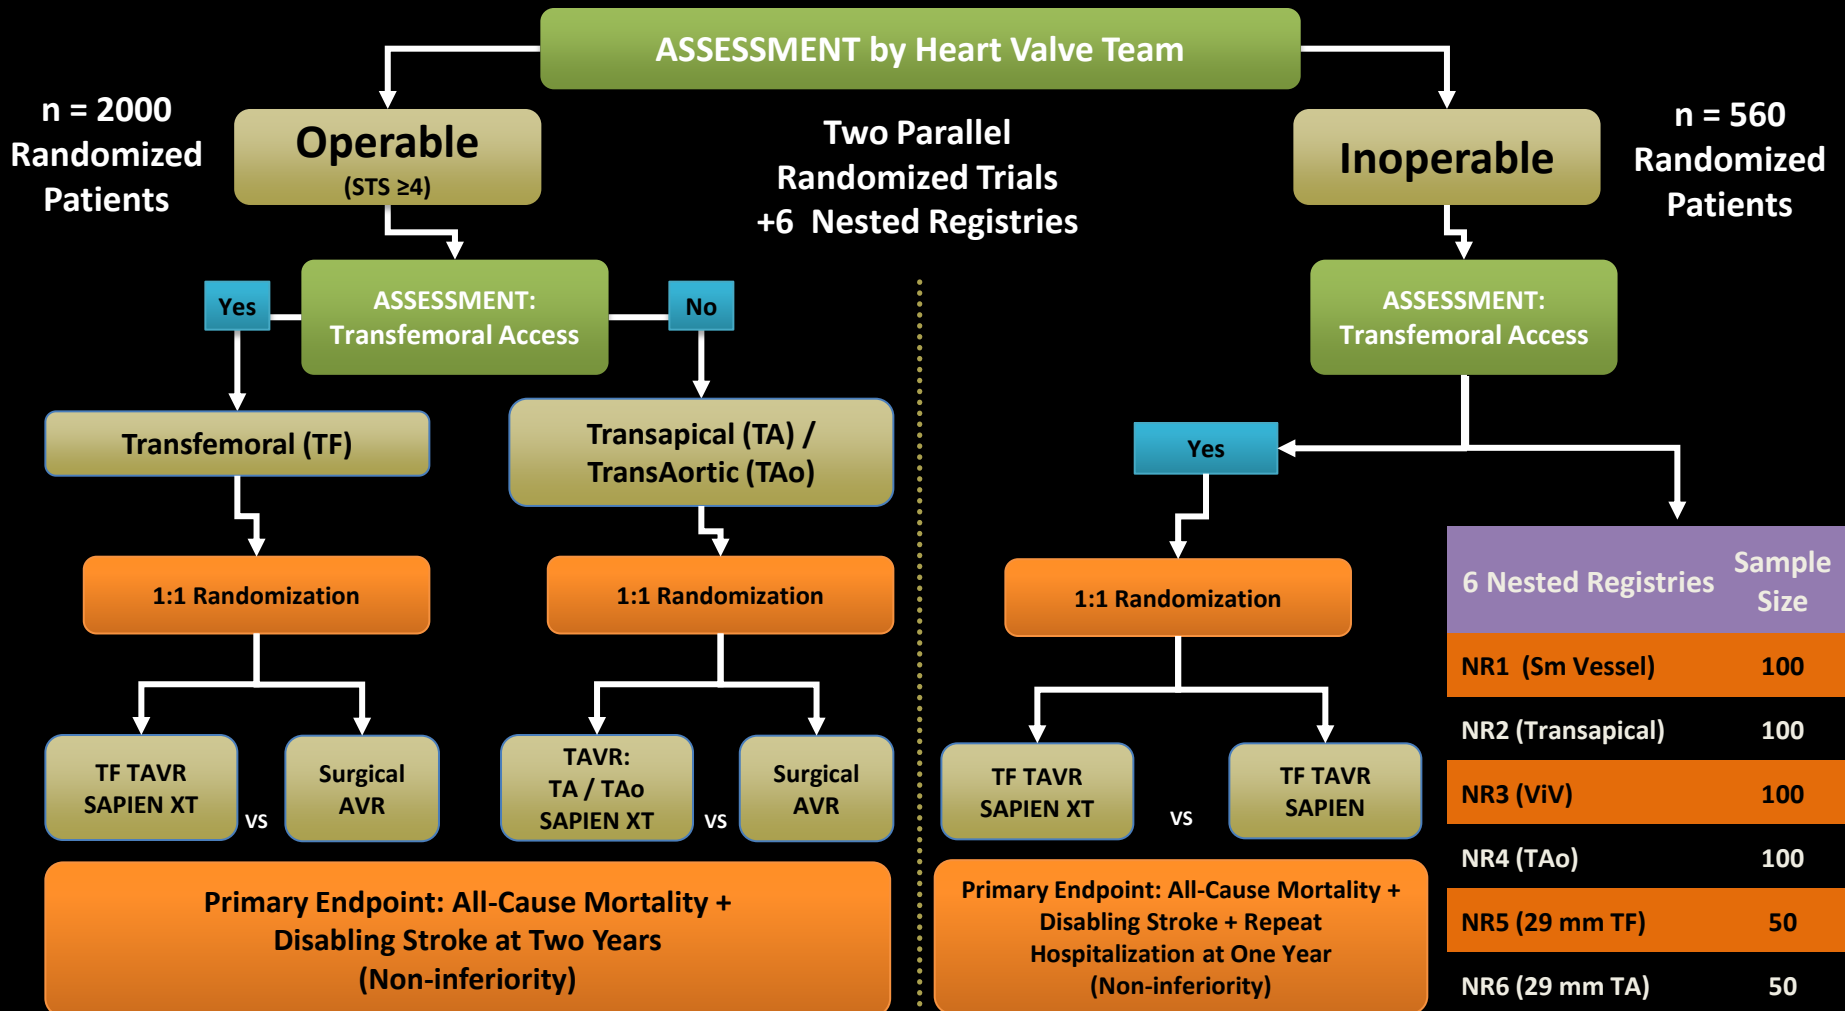 ASSESSMENT by Heart Valve Team
n = 2000
Randomized
Patients
Operable
(STS ≥4)
Two Parallel
Randomized Trials
+6 Nested Registries
Inoperable
n = 560
Randomized
Patients
Yes
ASSESSMENT:
Transfemoral Access
No
ASSESSMENT:
Transfemoral Access
Transfemoral (TF)
Transapical (TA) /
TransAortic (TAo)
Yes
1:1 Randomization
1:1 Randomization
1:1 Randomization
TF TAVR
SAPIEN XT
VS
Surgical
AVR
TAVR:
TA / TAo
SAPIEN XT
VS
Surgical
AVR
TF TAVR
SAPIEN XT
VS
TF TAVR
SAPIEN
Primary Endpoint: All-Cause Mortality +
Disabling Stroke at Two Years
(Non-inferiority)
Primary Endpoint: All-Cause Mortality +
Disabling Stroke + Repeat
Hospitalization at One Year
(Non-inferiority)
6 Nested Registries Sample
Size
NR1 (Sm Vessel) 100
NR2 (Transapical) 100
NR3 (ViV) 100
NR4 (TAo) 100
NR5 (29 mm TF) 50
NR6 (29 mm TA) 50